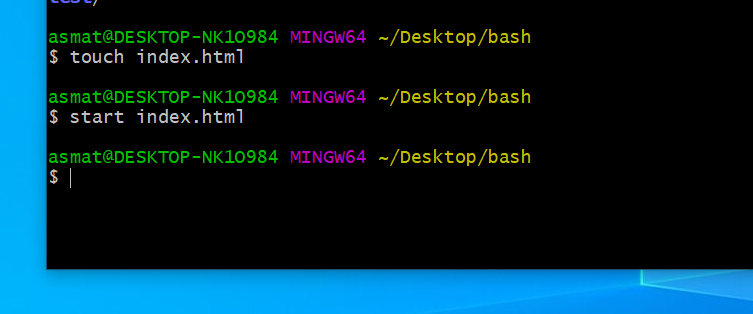 test/
asmat@DESKTOP-NK1O984 MINGW64 ~/Desktop/bash
$ touch index.html
asmat@DESKTOP-NK1O984 MINGW64 ~/Desktop/bash
$ start index.html
asmat@DESKTOP-NK1O984 MINGW64 ~/Desktop/bash
$